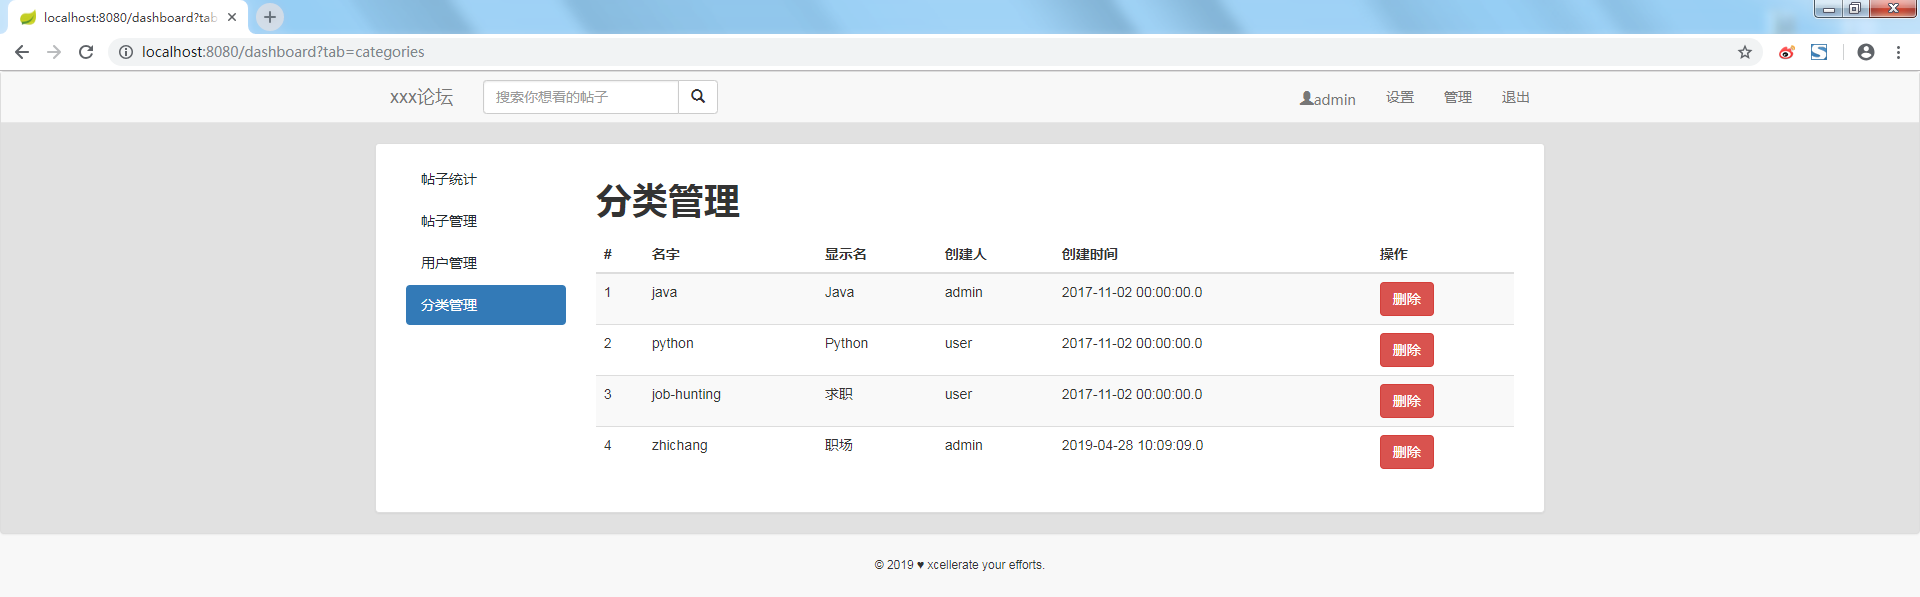 localhost:8080/dashboard?tab
localhost:8080/dashboard?tab=categories
xxx论坛 搜索你想看的帖子 admin 设置 管理 退出
帖子统计
帖子管理
用户管理
分类管理
分类管理
# 名字 显示名 创建人 创建时间 操作
1 java Java admin 2017-11-02 00:00:00.0 删除
2 python Python user 2017-11-02 00:00:00.0 删除
3 job-hunting 求职 user 2017-11-02 00:00:00.0 删除
4 zhichang 职场 admin 2019-04-28 10:09:09.0 删除
© 2019 ♥ xcellerate your efforts.